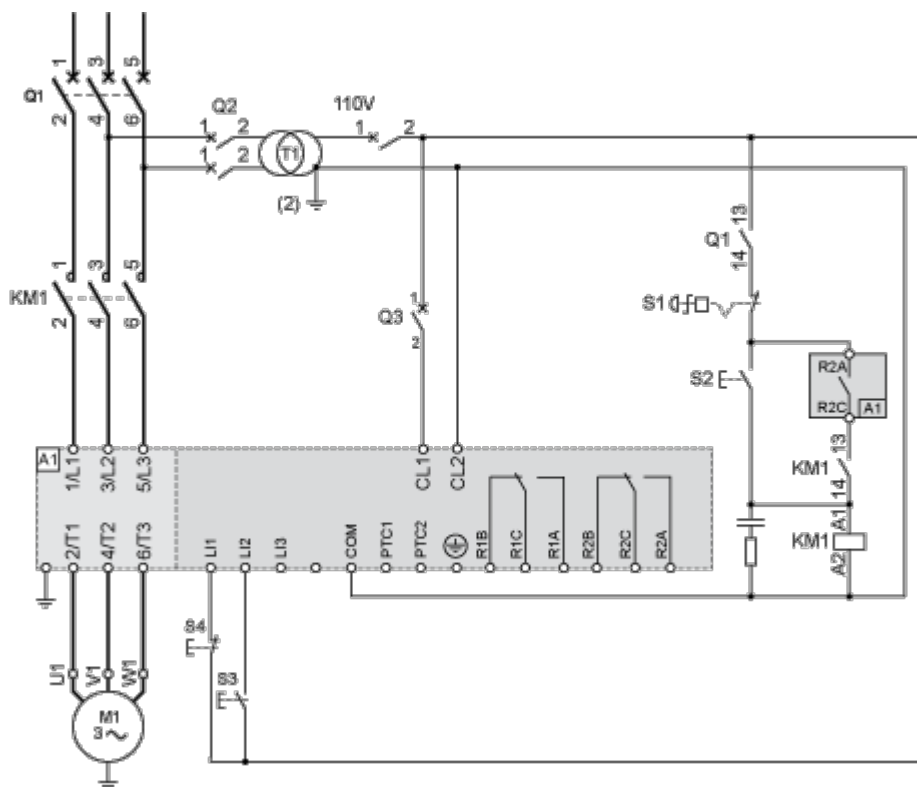 1 3 5
Q1
2 4 6
Q2
1 2
1 2
T1
(2)
110V
1 2
1 3 5
KM1
2 4 6
Q3
1
2
13
Q1
14
S1
S2
R2A
R2C A1
13
KM1
14
A1
KM1
A2
A1
1/L1 3/L2 5/L3
CL1 CL2
2/T1 4/T2 6/T3
LI1 LI2 LI3 COM PTC1 PTC2 R1B R1C R1A R2B R2C R2A
S4
S3
U1 V1 W1
M1
3